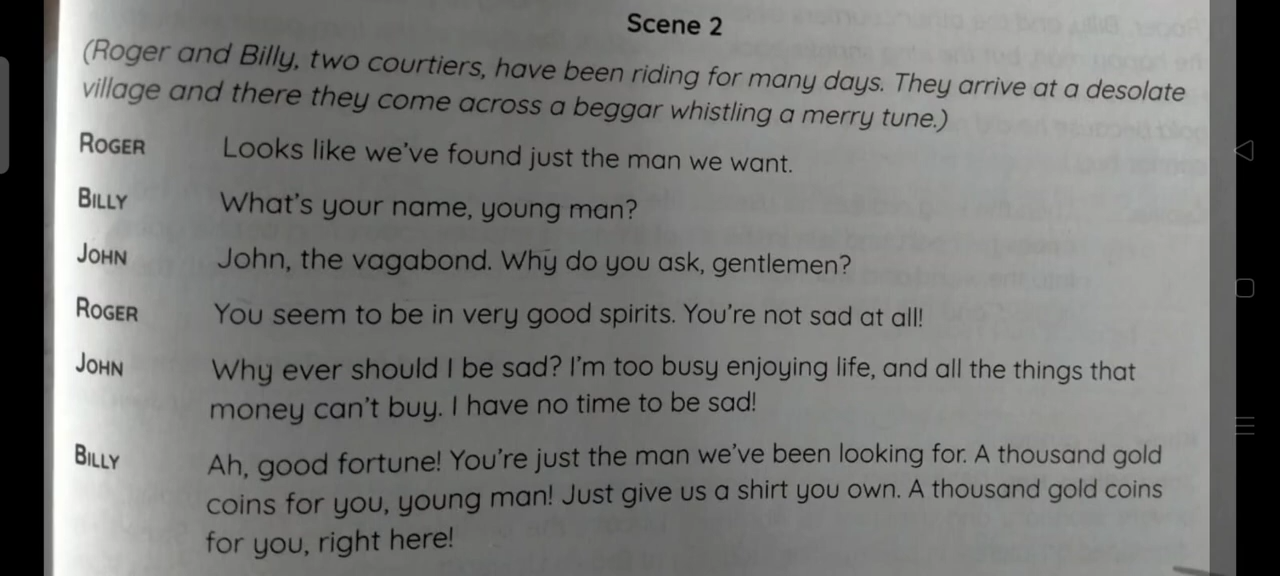 Scene 2
(Roger and Billy, two courtiers, have been riding for many days. They arrive at a desolate
village and there they come across a beggar whistling a merry tune.)
ROGER Looks like we've found just the man we want.
BILLY What's your name, young man?
JOHN John, the vagabond. Why do you ask, gentlemen?
ROGER You seem to be in very good spirits. You're not sad at all!
JOHN Why ever should I be sad? I'm too busy enjoying life, and all the things that
money can't buy. I have no time to be sad!
BILLY Ah, good fortune! You're just the man we've been looking for. A thousand gold
coins for you, young man! Just give us a shirt you own. A thousand gold coins
for you, right here!